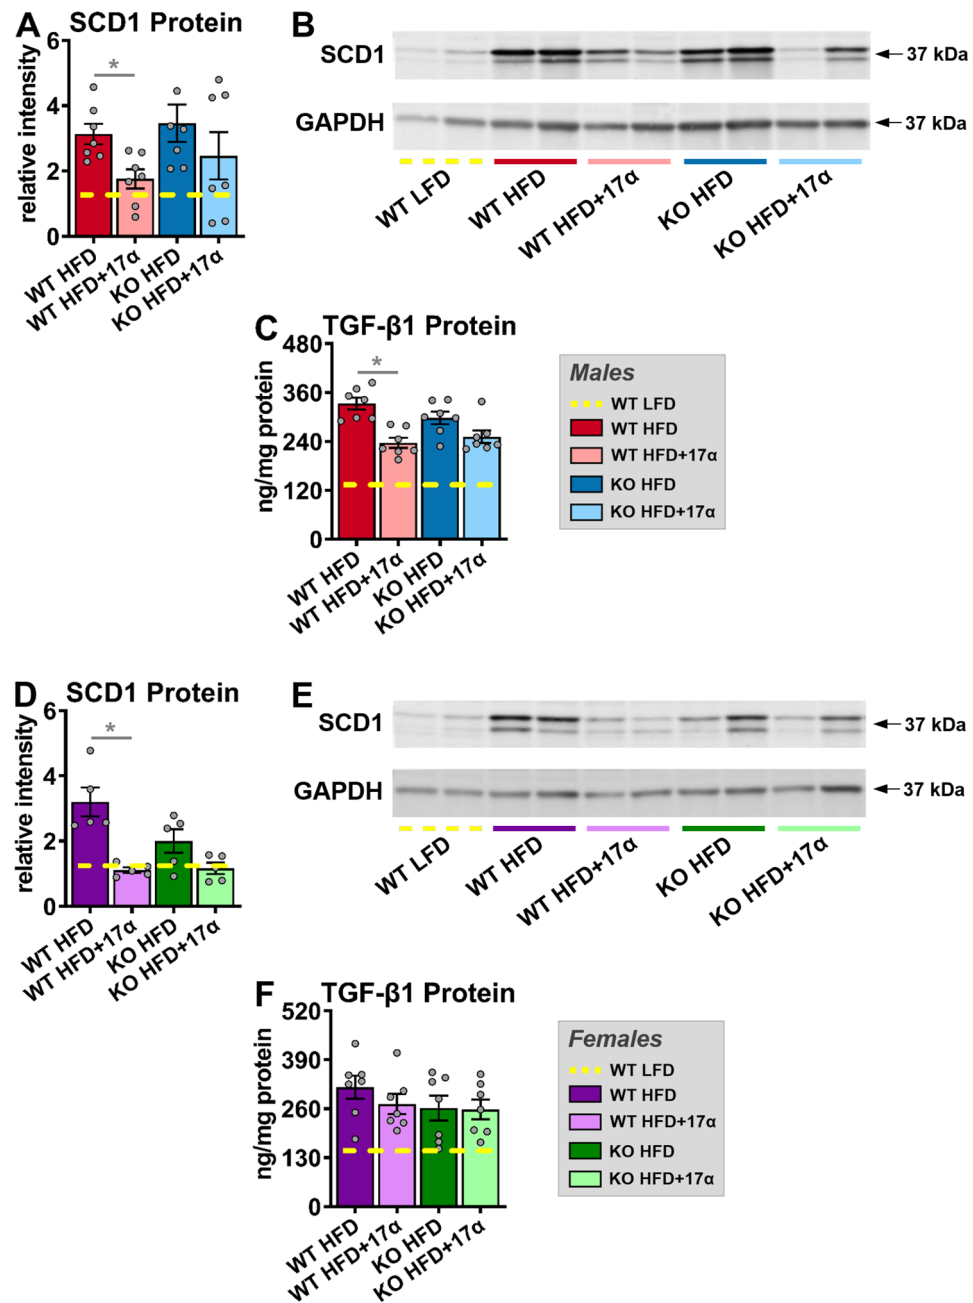 A SCD1 Protein
relative intensity
6
4
2
0
*
WT HFD
WT HFD+17α
KO HFD
KO HFD+17α
B
SCD1
37 kDa
GAPDH
37 kDa
WT LFD
WT HFD
WT HFD+17α
KO HFD
KO HFD+17α
C TGF-β1 Protein
ng/mg protein
480
360
240
120
0
*
WT HFD
WT HFD+17α
KO HFD
KO HFD+17α
Males
WT LFD
WT HFD
WT HFD+17α
KO HFD
KO HFD+17α
D SCD1 Protein
relative intensity
6
4
2
0
*
WT HFD
WT HFD+17α
KO HFD
KO HFD+17α
E
SCD1
37 kDa
GAPDH
37 kDa
WT LFD
WT HFD
WT HFD+17α
KO HFD
KO HFD+17α
F TGF-β1 Protein
ng/mg protein
520
390
260
130
0
WT HFD
WT HFD+17α
KO HFD
KO HFD+17α
Females
WT LFD
WT HFD
WT HFD+17α
KO HFD
KO HFD+17α